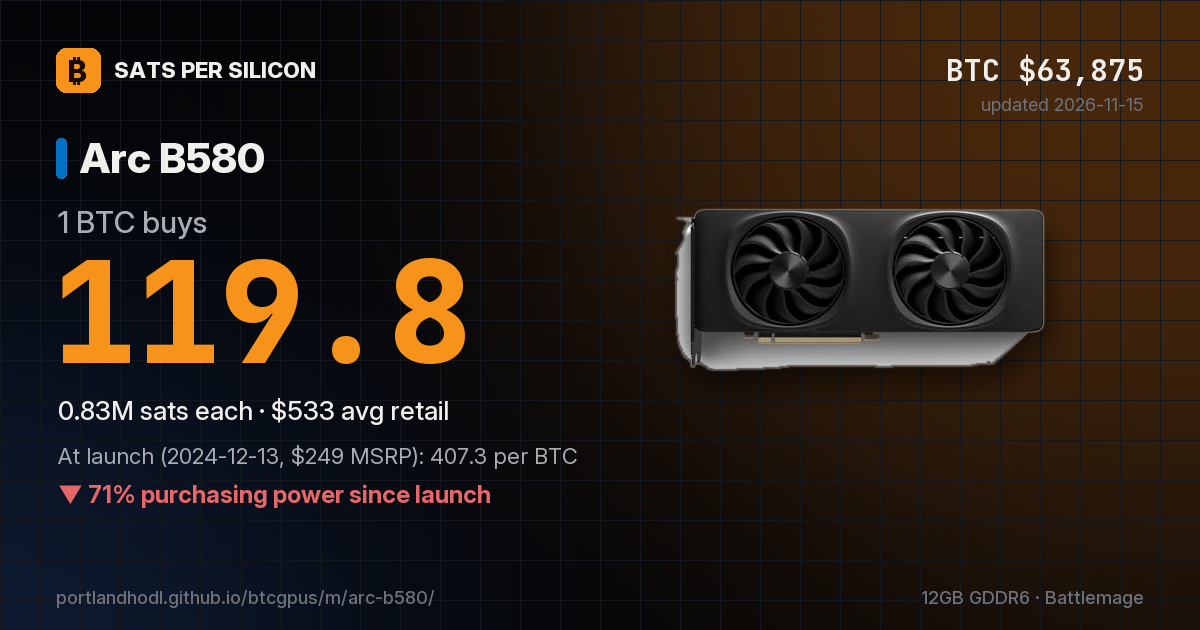 ₿ SATS PER SILICON
BTC $63,875
updated 2026-11-15
Arc B580
1 BTC buys
119.8
0.83M sats each · $533 avg retail
At launch (2024-12-13, $249 MSRP): 407.3 per BTC
▼ 71% purchasing power since launch
portlandhodl.github.io/btcgpus/m/arc-b580/
12GB GDDR6 · Battlemage